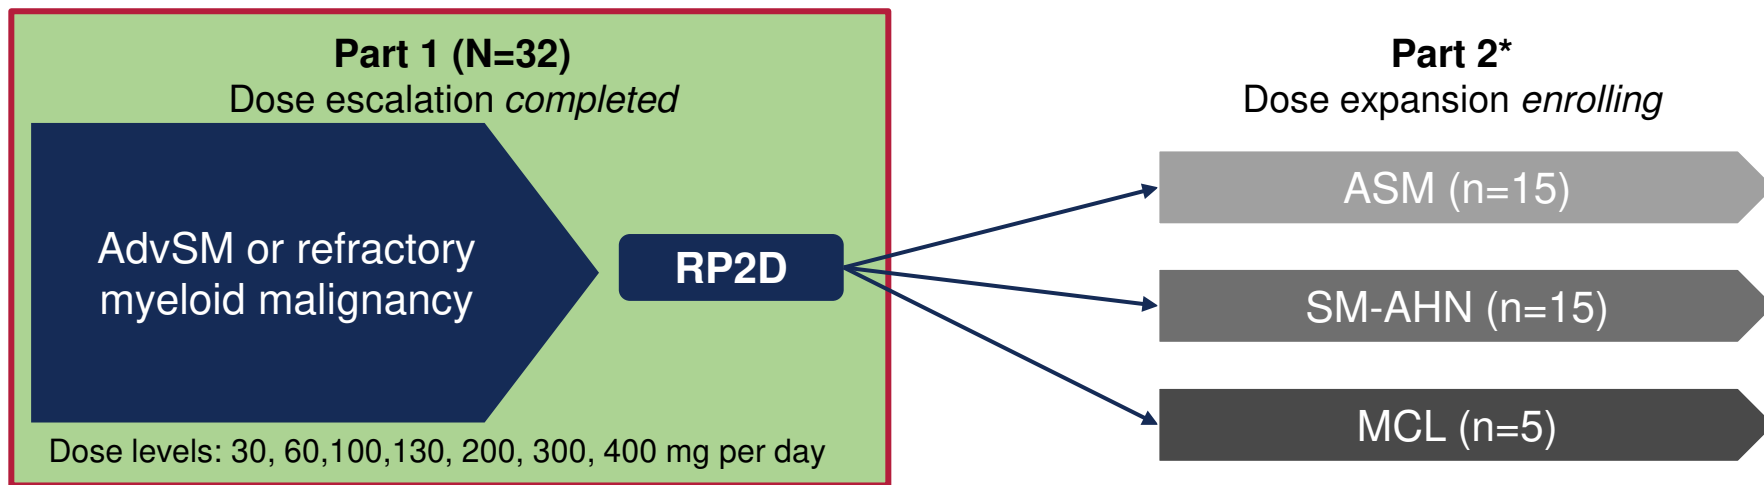 Part 1 (N=32)
Dose escalation completed
AdvSM or refractory
myeloid malignancy
RP2D
Dose levels: 30, 60,100,130, 200, 300, 400 mg per day
Part 2*
Dose expansion enrolling
ASM (n=15)
SM-AHN (n=15)
MCL (n=5)